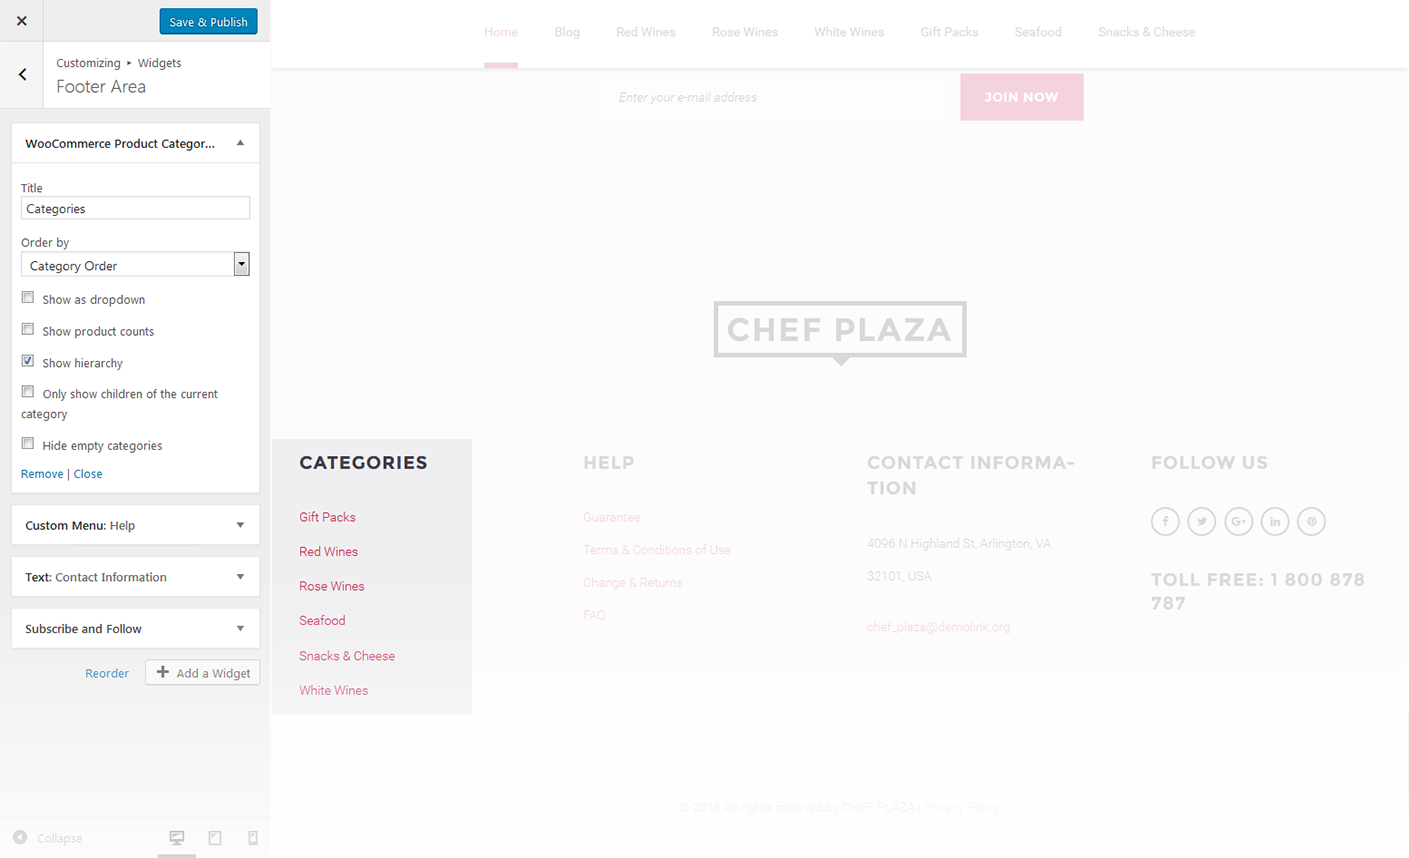 Save & Publish
Customizing ▸ Widgets
Footer Area
WooCommerce Product Categor...
Title
Categories
Order by
Category Order
Show as dropdown
Show product counts
Show hierarchy
Only show children of the current
category
Hide empty categories
Remove | Close
Custom Menu: Help
Text: Contact Information
Subscribe and Follow
Reorder
Add a Widget
Collapse
Home Blog Red Wines Rose Wines White Wines Gift Packs Seafood Snacks & Cheese
Enter your e-mail address
JOIN NOW
CHEF PLAZA
CATEGORIES
Gift Packs
Red Wines
Rose Wines
Seafood
Snacks & Cheese
White Wines
HELP
Guarantee
Terms & Conditions of Use
Change & Returns
FAQ
CONTACT INFORMA-
TION
4096 N Highland St, Arlington, VA
32101, USA
chef_plaza@demolink.org
FOLLOW US
TOLL FREE: 1 800 878
787
© 2016 All rights reserved by CHEF PLAZA | Privacy Policy